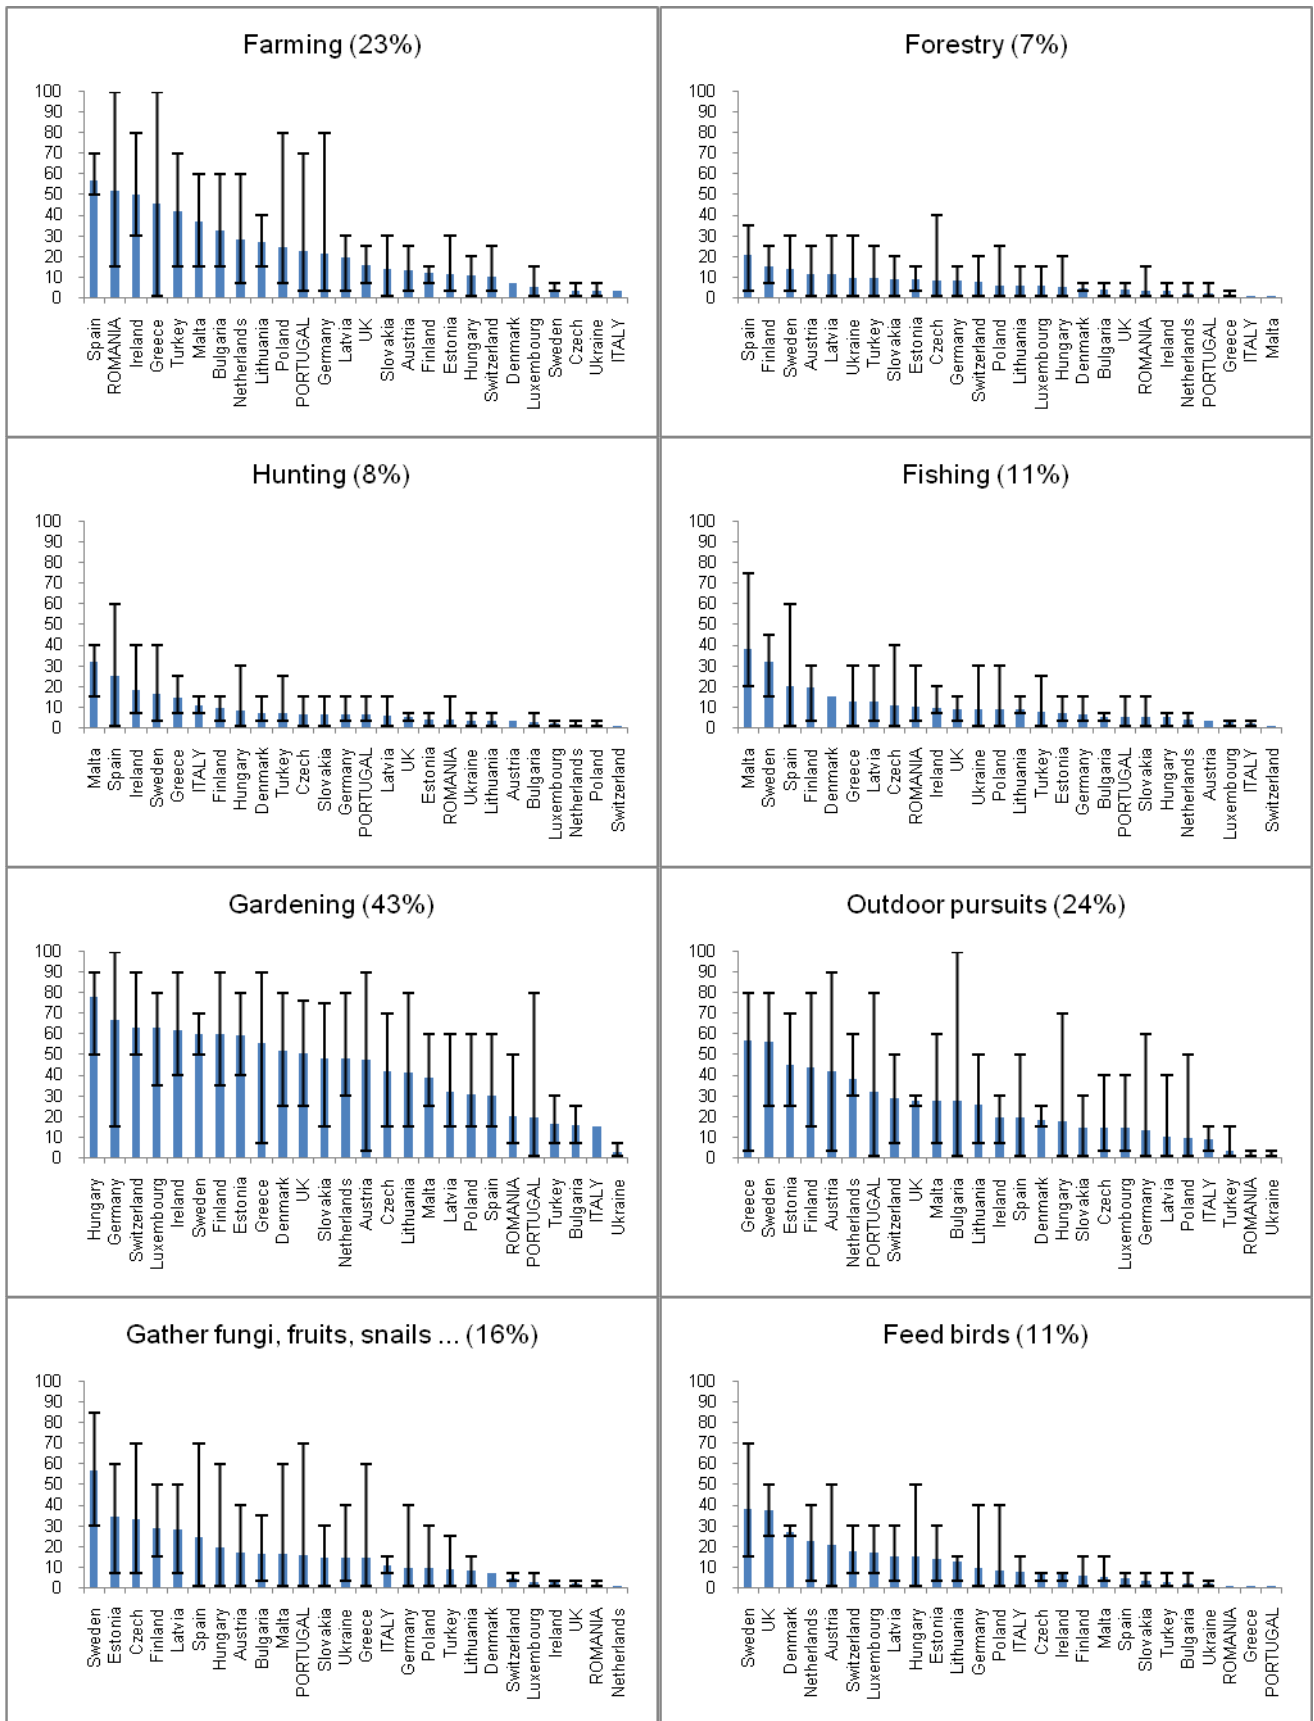 Farming (23%)
100
90
80
70
60
50
40
30
20
10
0
Spain
ROMANIA
Ireland
Greece
Turkey
Malta
Bulgaria
Netherlands
Lithuania
Poland
PORTUGAL
Germany
Latvia
UK
Slovakia
Austria
Finland
Estonia
Hungary
Switzerland
Denmark
Luxembourg
Sweden
Czech
Ukraine
ITALY
Forestry (7%)
100
90
80
70
60
50
40
30
20
10
0
Spain
Finland
Sweden
Austria
Latvia
Ukraine
Turkey
Slovakia
Estonia
Czech
Germany
Switzerland
Poland
Lithuania
Luxembourg
Hungary
Denmark
Bulgaria
UK
ROMANIA
Ireland
Netherlands
PORTUGAL
Greece
ITALY
Malta
Hunting (8%)
100
90
80
70
60
50
40
30
20
10
0
Malta
Spain
Ireland
Sweden
Greece
ITALY
Finland
Hungary
Denmark
Turkey
Czech
Slovakia
Germany
PORTUGAL
Latvia
UK
Estonia
ROMANIA
Ukraine
Lithuania
Austria
Bulgaria
Luxembourg
Netherlands
Poland
Switzerland
Fishing (11%)
100
90
80
70
60
50
40
30
20
10
0
Malta
Sweden
Spain
Finland
Denmark
Greece
Latvia
Czech
ROMANIA
Ireland
UK
Ukraine
Poland
Lithuania
Turkey
Estonia
Germany
Bulgaria
PORTUGAL
Slovakia
Hungary
Netherlands
Austria
Luxembourg
ITALY
Switzerland
Gardening (43%)
100
90
80
70
60
50
40
30
20
10
0
Hungary
Germany
Switzerland
Luxembourg
Ireland
Sweden
Finland
Estonia
Greece
Denmark
UK
Slovakia
Netherlands
Austria
Czech
Lithuania
Malta
Latvia
Poland
Spain
ROMANIA
PORTUGAL
Turkey
Bulgaria
ITALY
Ukraine
Outdoor pursuits (24%)
100
90
80
70
60
50
40
30
20
10
0
Greece
Sweden
Estonia
Finland
Austria
Netherlands
PORTUGAL
Switzerland
UK
Malta
Bulgaria
Lithuania
Ireland
Spain
Denmark
Hungary
Slovakia
Czech
Luxembourg
Germany
Latvia
Poland
ITALY
Turkey
ROMANIA
Ukraine
Gather fungi, fruits, snails ... (16%)
100
90
80
70
60
50
40
30
20
10
0
Sweden
Estonia
Czech
Finland
Latvia
Spain
Hungary
Austria
Bulgaria
Malta
PORTUGAL
Slovakia
Ukraine
Greece
ITALY
Germany
Poland
Turkey
Lithuania
Denmark
Switzerland
Luxembourg
Ireland
UK
ROMANIA
Netherlands
Feed birds (11%)
100
90
80
70
60
50
40
30
20
10
0
Sweden
UK
Denmark
Netherlands
Austria
Switzerland
Luxembourg
Latvia
Hungary
Estonia
Lithuania
Germany
Poland
ITALY
Czech
Ireland
Finland
Malta
Spain
Slovakia
Turkey
Bulgaria
Ukraine
ROMANIA
Greece
PORTUGAL